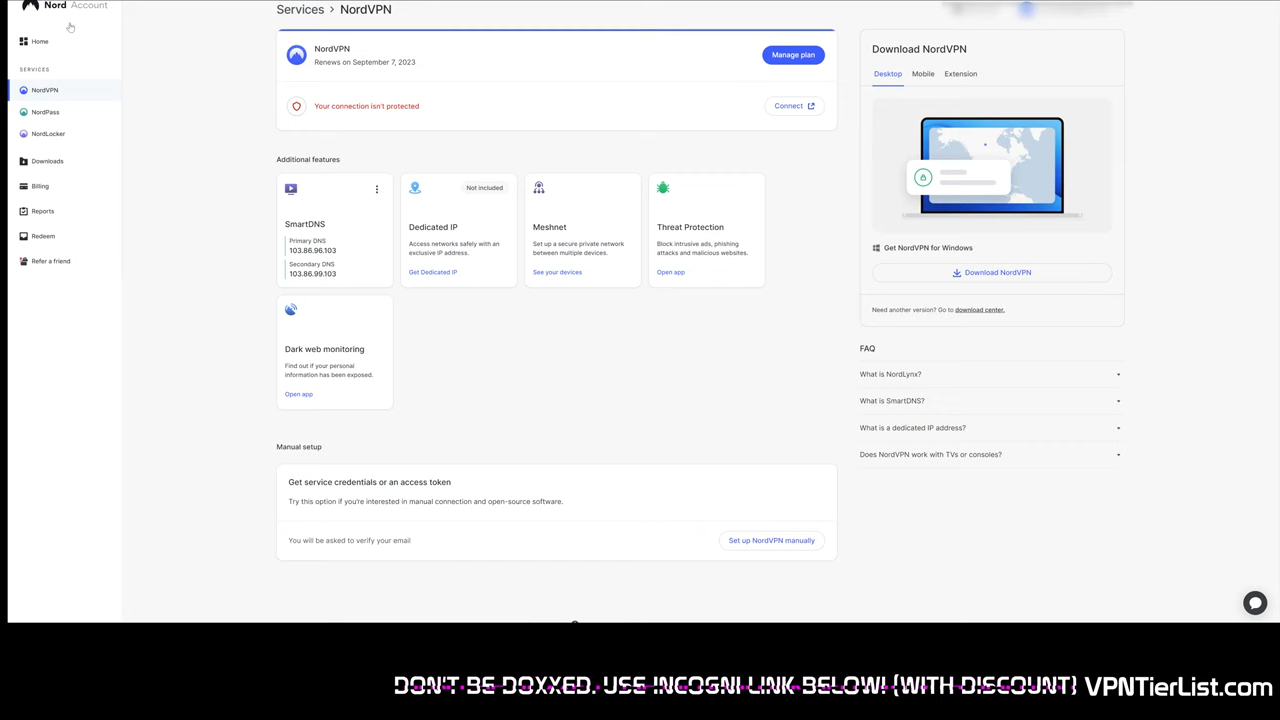 Nord Account
Home
SERVICES
NordVPN
NordPass
NordLocker
Downloads
Billing
Reports
Redeem
Refer a friend
Services › NordVPN
NordVPN
Renews on September 7, 2023
Manage plan
Your connection isn't protected
Connect
Additional features
SmartDNS
Primary DNS
103.86.96.103
Secondary DNS
103.86.99.103
Not included
Dedicated IP
Access networks safely with an
exclusive IP address.
Get Dedicated IP
Meshnet
Set up a secure private network
between multiple devices.
See your devices
Threat Protection
Block intrusive ads, phishing
attacks and malicious websites.
Open app
Dark web monitoring
Find out if your personal
information has been exposed.
Open app
Manual setup
Get service credentials or an access token
Try this option if you're interested in manual connection and open-source software.
You will be asked to verify your email
Set up NordVPN manually
Download NordVPN
Desktop Mobile Extension
Get NordVPN for Windows
Download NordVPN
Need another version? Go to download center.
FAQ
What is NordLynx?
What is SmartDNS?
What is a dedicated IP address?
Does NordVPN work with TVs or consoles?
DON'T BE DOXXED. USE INCOGNI LINK BELOW! (WITH DISCOUNT) VPNTierList.com